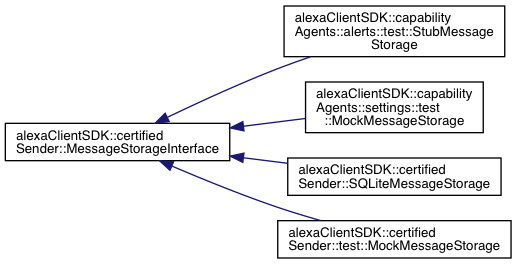 alexaClientSDK::capability
Agents::alerts::test::StubMessage
Storage
alexaClientSDK::capability
Agents::settings::test
::MockMessageStorage
alexaClientSDK::certified
Sender::MessageStorageInterface
alexaClientSDK::certified
Sender::SQLiteMessageStorage
alexaClientSDK::certified
Sender::test::MockMessageStorage